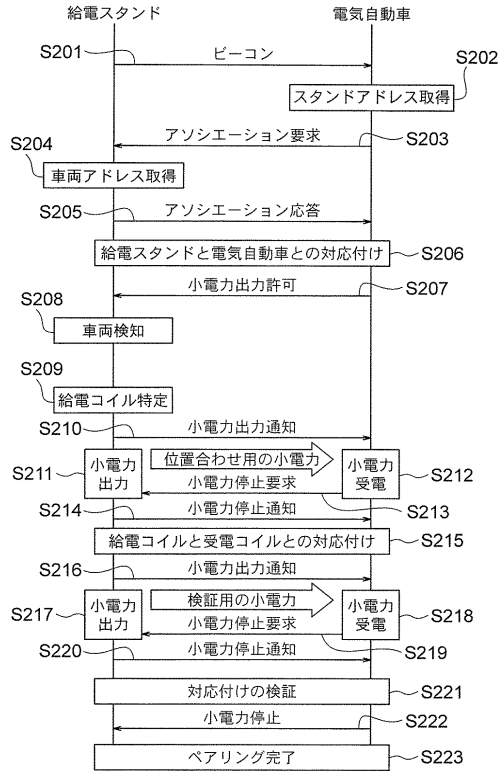 給電スタンド
電気自動車
S201
ビーコン
S202
スタンドアドレス取得
アソシエーション要求
S203
S204
車両アドレス取得
S205
アソシエーション応答
給電スタンドと電気自動車との対応付け
S206
小電力出力許可
S207
S208
車両検知
S209
給電コイル特定
S210
小電力出力通知
S211
小電力
出力
位置合わせ用の小電力
小電力
受電
S212
小電力停止要求
S213
S214
小電力停止通知
給電コイルと受電コイルとの対応付け
S215
S216
小電力出力通知
S217
小電力
出力
検証用の小電力
小電力
受電
S218
小電力停止要求
S219
S220
小電力停止通知
対応付けの検証
S221
小電力停止
S222
ペアリング完了
S223